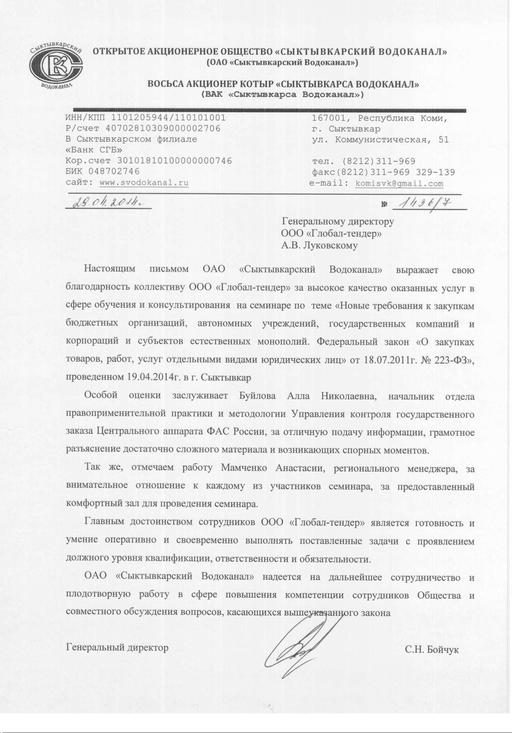 Сыктывкарский
ВОДОКАНАЛ
ОТКРЫТОЕ АКЦИОНЕРНОЕ ОБЩЕСТВО «СЫКТЫВКАРСКИЙ ВОДОКАНАЛ»
(ОАО «Сыктывкарский Водоканал»)
ВОСЬСА АКЦИОНЕР КОТЫР «СЫКТЫВКАРСА ВОДОКАНАЛ»
(ВАК «Сыктывкарса Водоканал»)
ИНН/КПП 1101205944/110101001
Р/счет 40702810309000002706
В Сыктывкарском филиале
«Банк СГБ»
Кор.счет 30101810100000000746
БИК 048702746
сайт: www.svodokanal.ru
167001, Республика Коми,
г. Сыктывкар
ул. Коммунистическая, 51
тел. (8212)311-969
факс(8212)311-969 329-139
e-mail: komisvk@gmail.com
29.04.2014г. № 1436/7
Генеральному директору
ООО «Глобал-тендер»
А.В. Луковскому
Настоящим письмом ОАО «Сыктывкарский Водоканал» выражает свою
благодарность коллективу ООО «Глобал-тендер» за высокое качество оказанных услуг в
сфере обучения и консультирования на семинаре по теме «Новые требования к закупкам
бюджетных организаций, автономных учреждений, государственных компаний и
корпораций и субъектов естественных монополий. Федеральный закон «О закупках
товаров, работ, услуг отдельными видами юридических лиц» от 18.07.2011г. № 223-ФЗ»,
проведенном 19.04.2014г. в г. Сыктывкар
Особой оценки заслуживает Буйлова Алла Николаевна, начальник отдела
правоприменительной практики и методологии Управления контроля государственного
заказа Центрального аппарата ФАС России, за отличную подачу информации, грамотное
разъяснение достаточно сложного материала и возникающих спорных моментов.
Так же, отмечаем работу Мамченко Анастасии, регионального менеджера, за
внимательное отношение к каждому из участников семинара, за предоставленный
комфортный зал для проведения семинара.
Главным достоинством сотрудников ООО «Глобал-тендер» является готовность и
умение оперативно и своевременно выполнять поставленные задачи с проявлением
должного уровня квалификации, ответственности и обязательности.
ОАО «Сыктывкарский Водоканал» надеется на дальнейшее сотрудничество и
плодотворную работу в сфере повышения компетенции сотрудников Общества и
совместного обсуждения вопросов, касающихся вышеуказанного закона
Генеральный директор С.Н. Бойчук